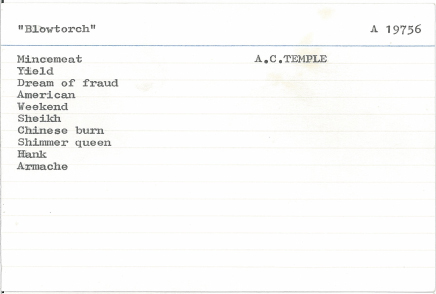 "Blowtorch" A 19756
Mincemeat A.C.TEMPLE
Yield
Dream of fraud
American
Weekend
Sheikh
Chinese burn
Shimmer queen
Hank
Armache